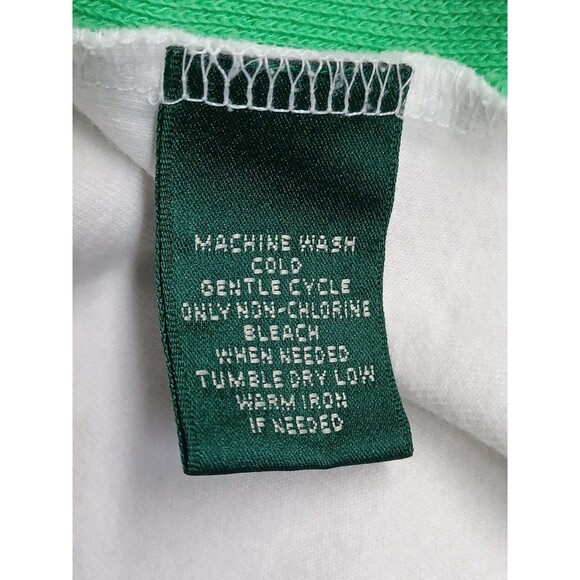 MACHINE WASH
COLD
GENTLE CYCLE
ONLY NON-CHLORINE
BLEACH
WHEN NEEDED
TUMBLE DRY LOW
WARM IRON
IF NEEDED